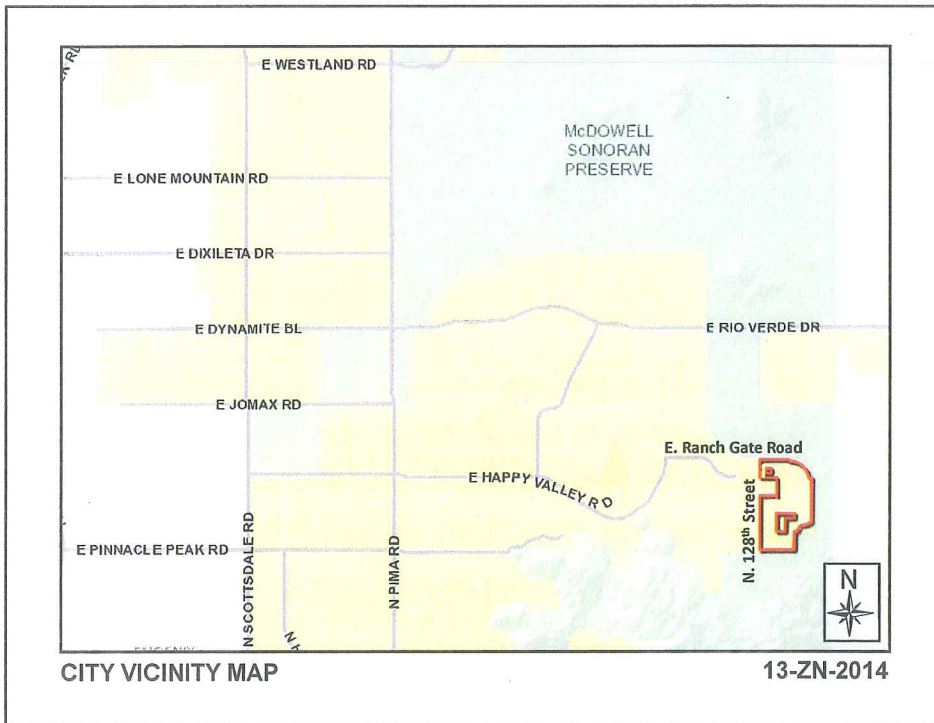 E WESTLAND RD
McDOWELL
SONORAN
PRESERVE
E LONE MOUNTAIN RD
E DIXILETA DR
E DYNAMITE BL
E RIO VERDE DR
E JOMAX RD
E. Ranch Gate Road
E HAPPY VALLEY RD
N. 128th Street
E PINNACLE PEAK RD
N SCOTTSDALE RD
N PIMA RD
N
CITY VICINITY MAP
13-ZN-2014